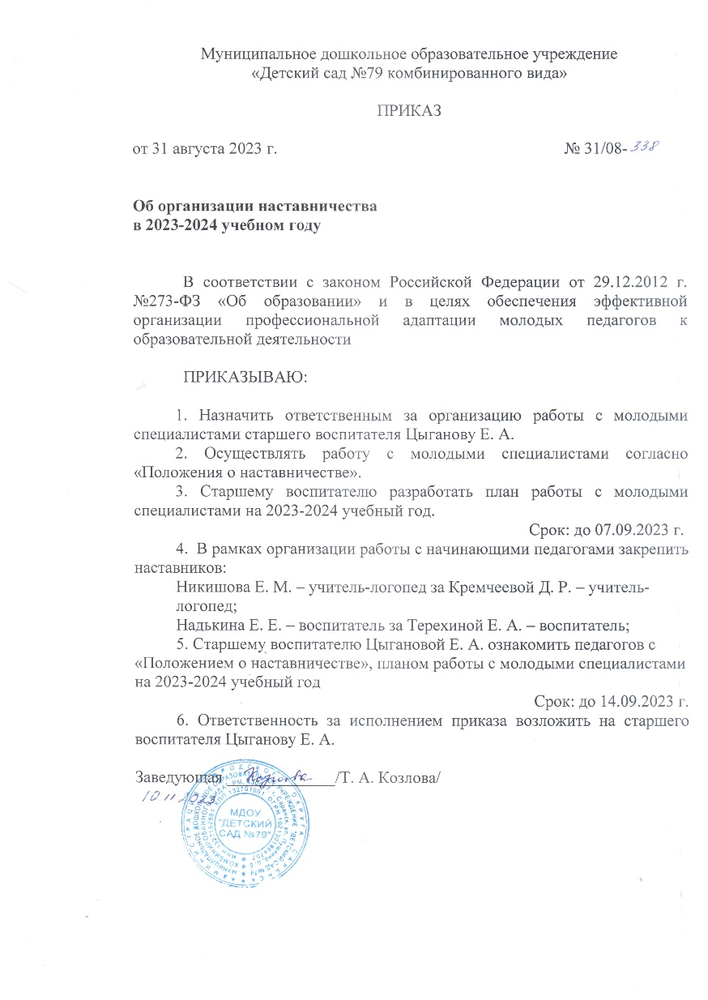 Муниципальное дошкольное образовательное учреждение
«Детский сад №79 комбинированного вида»
ПРИКАЗ
от 31 августа 2023 г. № 31/08-338
Об организации наставничества
в 2023-2024 учебном году
В соответствии с законом Российской Федерации от 29.12.2012 г.
№273-ФЗ «Об образовании» и в целях обеспечения эффективной
организации профессиональной адаптации молодых педагогов к
образовательной деятельности
ПРИКАЗЫВАЮ:
1. Назначить ответственным за организацию работы с молодыми
специалистами старшего воспитателя Цыганову Е. А.
2. Осуществлять работу с молодыми специалистами согласно
«Положения о наставничестве».
3. Старшему воспитателю разработать план работы с молодыми
специалистами на 2023-2024 учебный год.
Срок: до 07.09.2023 г.
4. В рамках организации работы с начинающими педагогами закрепить
наставников:
Никишова Е. М. – учитель-логопед за Кремчеевой Д. Р. – учитель-
логопед;
Надькина Е. Е. – воспитатель за Терехиной Е. А. – воспитатель;
5. Старшему воспитателю Цыгановой Е. А. ознакомить педагогов с
«Положением о наставничестве», планом работы с молодыми специалистами
на 2023-2024 учебный год
Срок: до 14.09.2023 г.
6. Ответственность за исполнением приказа возложить на старшего
воспитателя Цыганову Е. А.
Заведующая ______________/Т. А. Козлова/
10 11 2023
МДОУ
"ДЕТСКИЙ
САД №79"